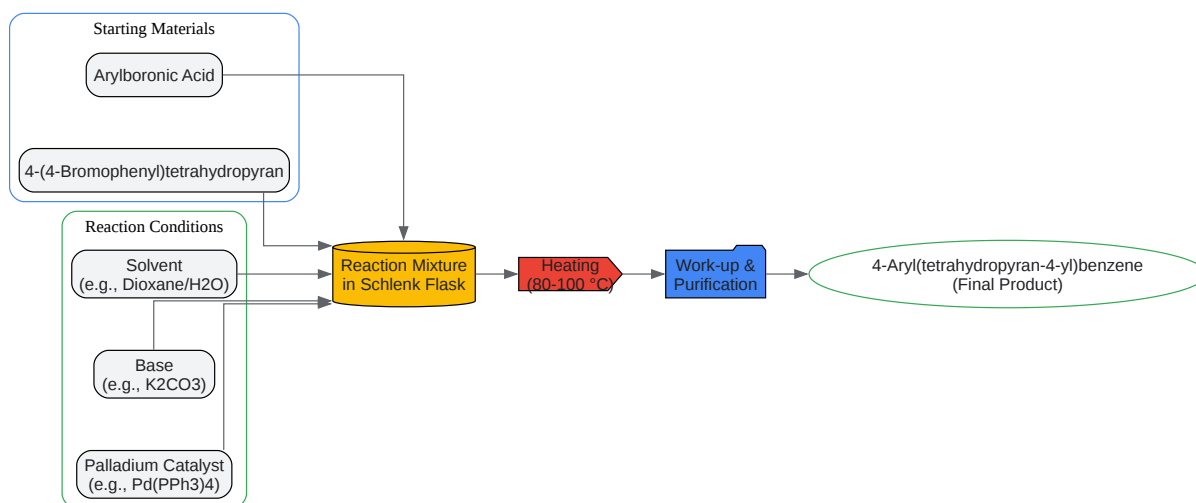 Starting Materials
Arylboronic Acid
4-(4-Bromophenyl)tetrahydropyran
Reaction Conditions
Solvent
(e.g., Dioxane/H2O)
Base
(e.g., K2CO3)
Palladium Catalyst
(e.g., Pd(PPh3)4)
Reaction Mixture
in Schlenk Flask
Heating
(80-100 °C)
Work-up &
Purification
4-Aryl(tetrahydropyran-4-yl)benzene
(Final Product)